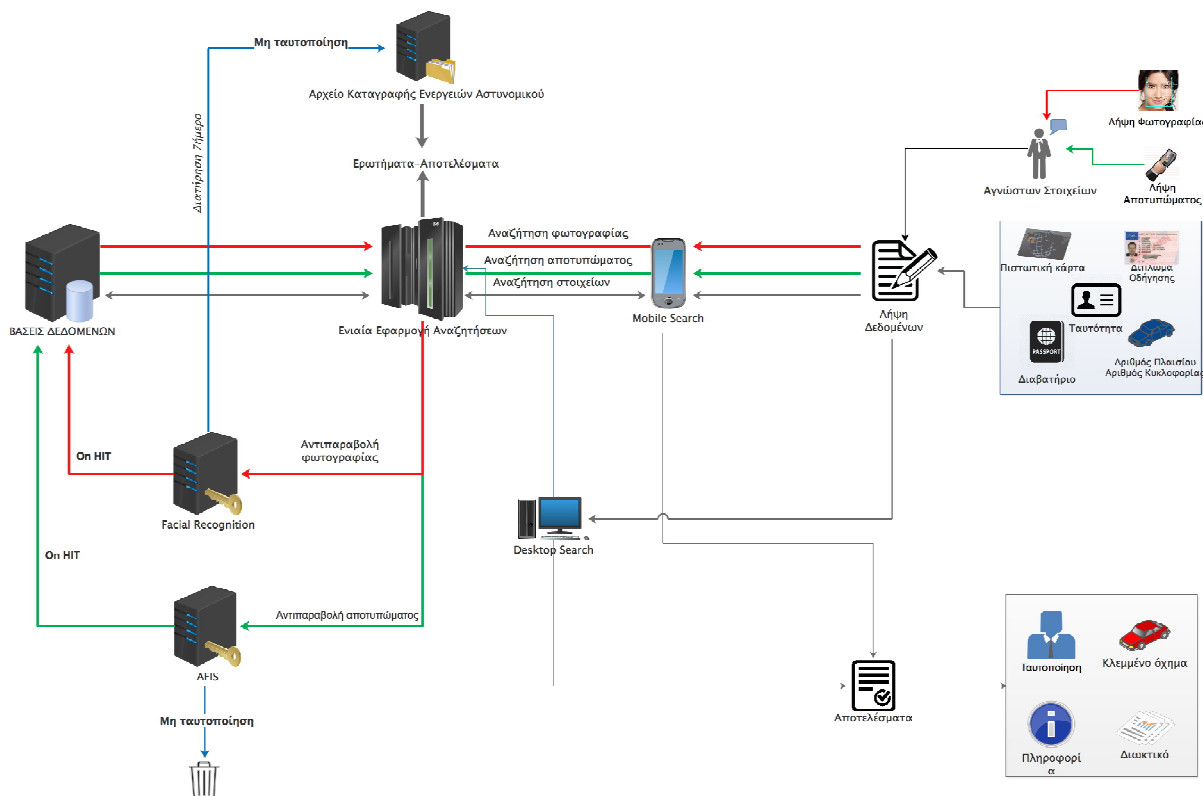 Μη ταυτοποίηση
Αρχείο Καταγραφής Ενεργειών Αστυνομικού
Διατήρηση 7ήμερο
Ερωτήματα-Αποτελέσματα
Λήψη Φωτογραφίας
Αγνώστων Στοιχείων
Λήψη
Αποτυπώματος
Αναζήτηση φωτογραφίας
Αναζήτηση αποτυπώματος
Αναζήτηση στοιχείων
ΒΑΣΕΙΣ ΔΕΔΟΜΕΝΩΝ
Ενιαία Εφαρμογή Αναζητήσεων
Mobile Search
Λήψη
Δεδομένων
Πιστωτική κάρτα
Δίπλωμα
Οδήγησης
Ταυτότητα
PASSPORT
Διαβατήριο
Αριθμός Πλαισίου
Αριθμός Κυκλοφορίας
On HIT
Αντιπαραβολή
φωτογραφίας
Facial Recognition
Desktop Search
On HIT
Αντιπαραβολή αποτυπώματος
AFIS
Μη ταυτοποίηση
Αποτελέσματα
Ταυτοποίηση
Κλεμμένο όχημα
Πληροφορί
α
Διωκτικό